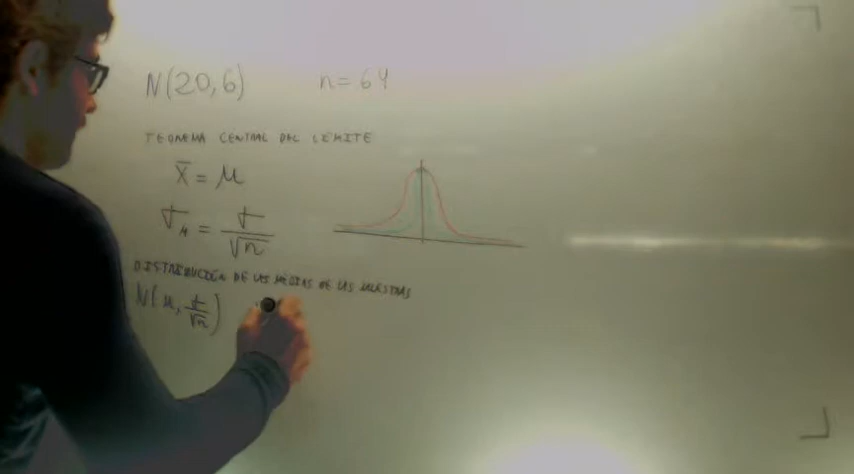 N(20,6) n=64
TEOREMA CENTRAL DEL LÍMITE
x̄ = μ
σ_μ = σ/√n
DISTRIBUCIÓN DE LAS MEDIAS DE LAS MUESTRAS
N(μ, σ/√n)